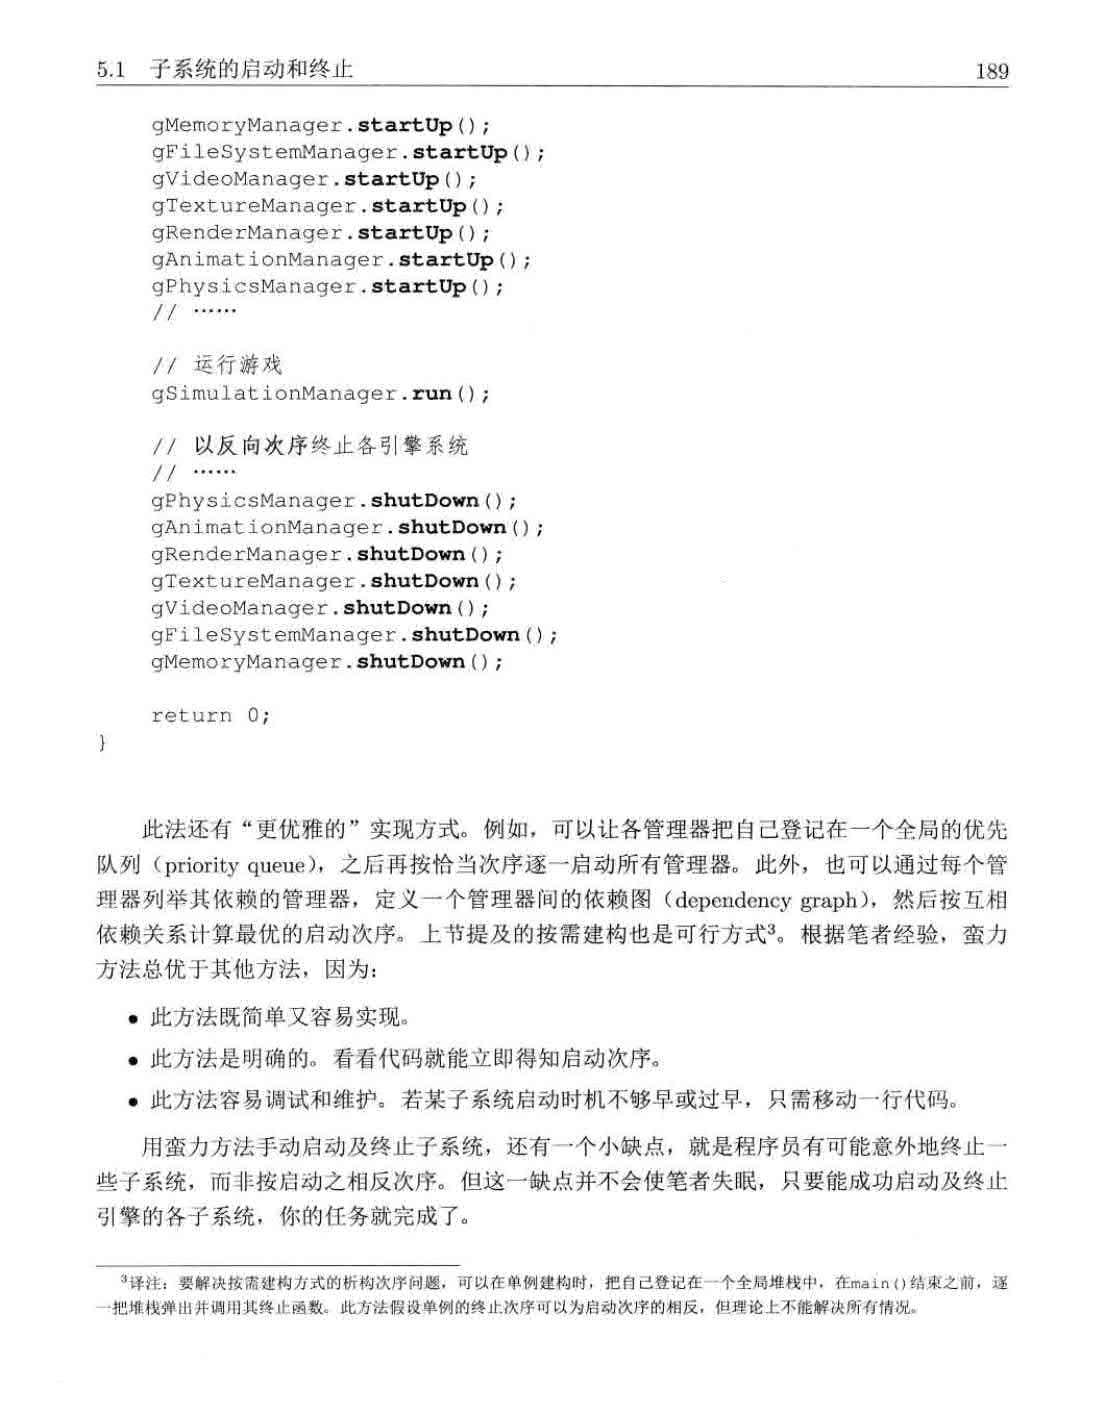 5.1 子系统的启动和终止 189
gMemoryManager.startUp();
gFileSystemManager.startUp();
gVideoManager.startUp();
gTextureManager.startUp();
gRenderManager.startUp();
gAnimationManager.startUp();
gPhysicsManager.startUp();
// ……
// 运行游戏
gSimulationManager.run();
// 以反向次序终止各引擎系统
// ……
gPhysicsManager.shutDown();
gAnimationManager.shutDown();
gRenderManager.shutDown();
gTextureManager.shutDown();
gVideoManager.shutDown();
gFileSystemManager.shutDown();
gMemoryManager.shutDown();
return 0;
}
此法还有“更优雅的”实现方式。例如，可以让各管理器把自己登记在一个全局的优先
队列（priority queue），之后再按恰当次序逐一启动所有管理器。此外，也可以通过每个管
理器列举其依赖的管理器，定义一个管理器间的依赖图（dependency graph），然后按互相
依赖关系计算最优的启动次序。上节提及的按需建构也是可行方式3。根据笔者经验，蛮力
方法总优于其他方法，因为：
• 此方法既简单又容易实现。
• 此方法是明确的。看看代码就能立即得知启动次序。
• 此方法容易调试和维护。若某子系统启动时机不够早或过早，只需移动一行代码。
用蛮力方法手动启动及终止子系统，还有一个小缺点，就是程序员有可能意外地终止一
些子系统，而非按启动之相反次序。但这一缺点并不会使笔者失眠，只要能成功启动及终止
引擎的各子系统，你的任务就完成了。
3译注：要解决按需建构方式的析构次序问题，可以在单例建构时，把自己登记在一个全局堆栈中，在main()结束之前，逐
一把堆栈弹出并调用其终止函数。此方法假设单例的终止次序可以为启动次序的相反，但理论上不能解决所有情况。